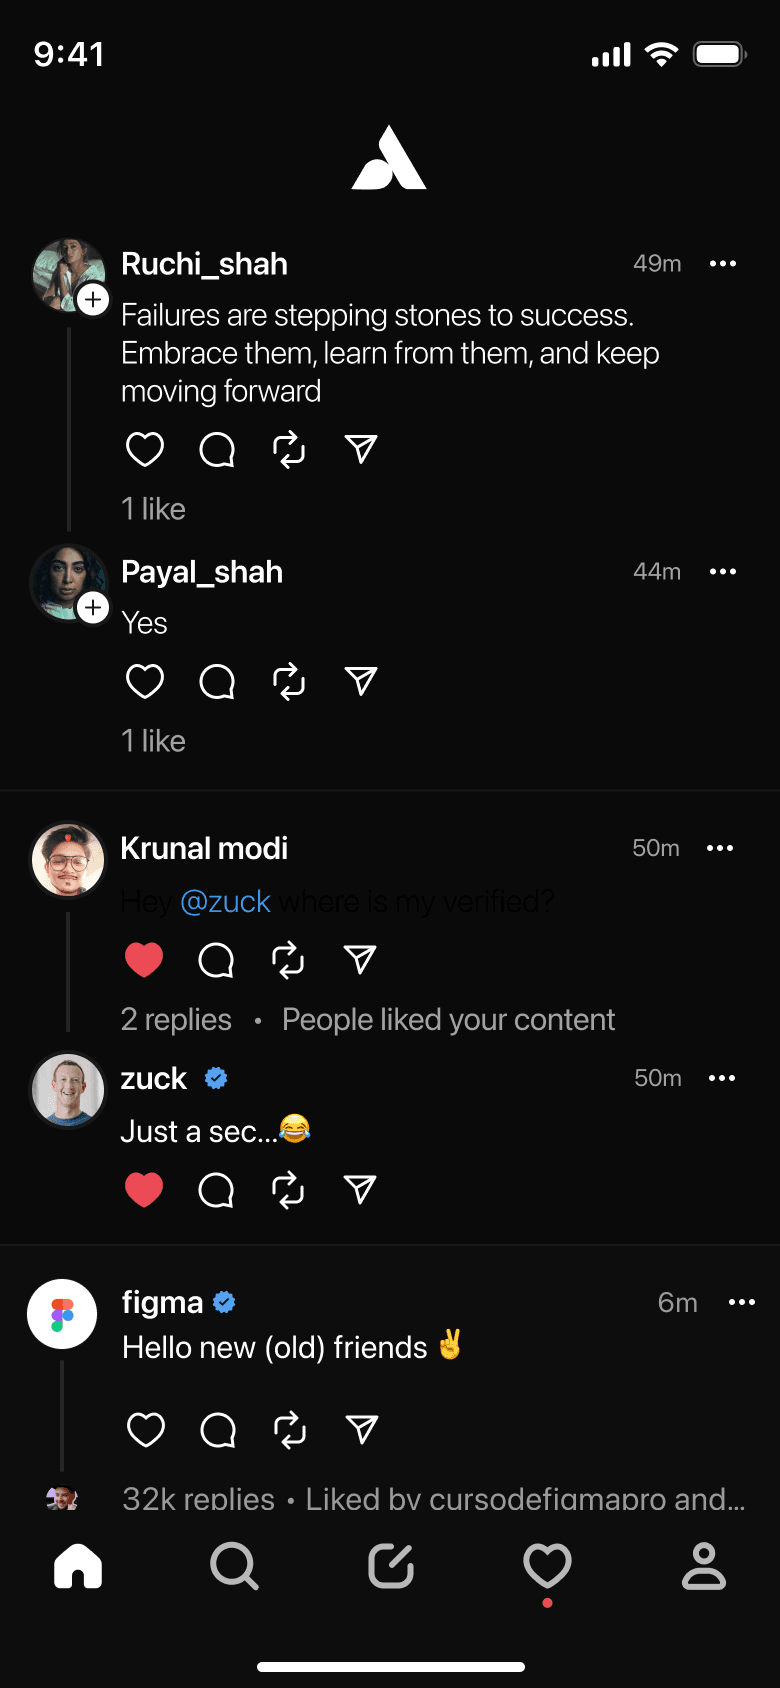 9:41
Ruchi_shah 49m
Failures are stepping stones to success.
Embrace them, learn from them, and keep
moving forward
1 like
Payal_shah 44m
Yes
1 like
Krunal modi 50m
Hey @zuck where is my verified?
2 replies • People liked your content
zuck 50m
Just a sec...😂
figma 6m
Hello new (old) friends ✌️
32k replies • Liked by cursodefigmapro and...